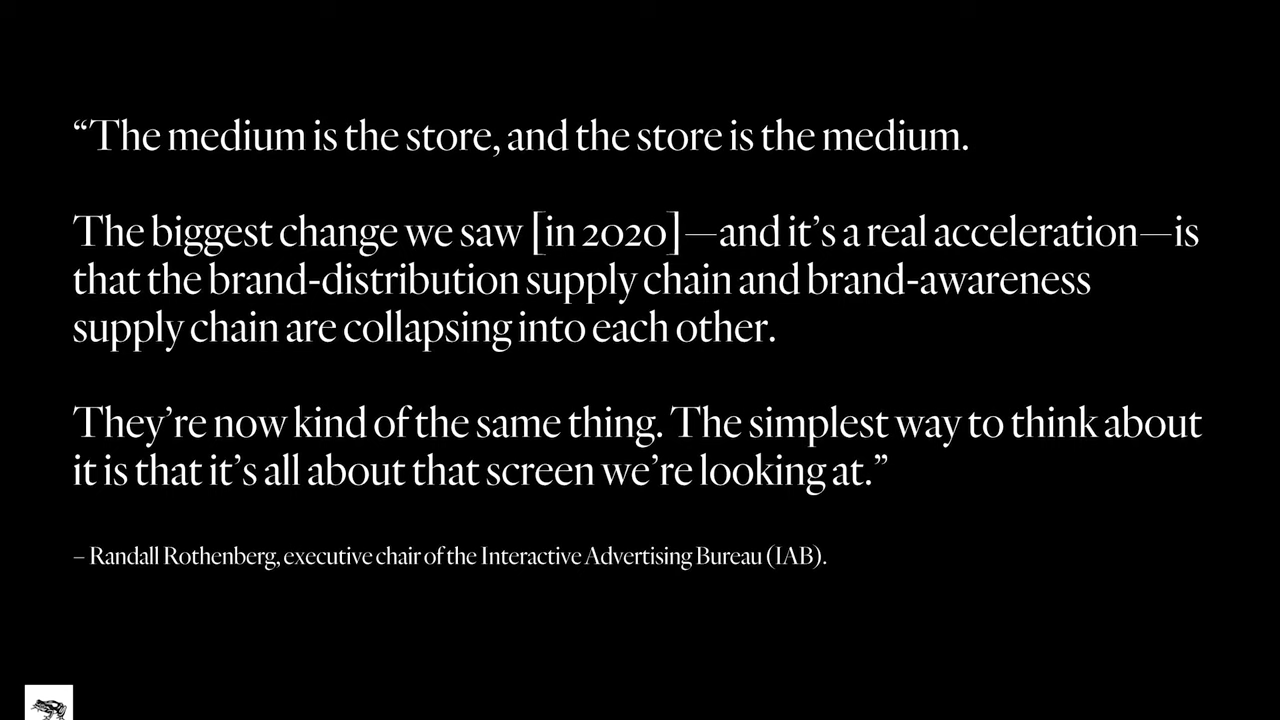 “The medium is the store, and the store is the medium.
The biggest change we saw [in 2020]—and it’s a real acceleration—is
that the brand-distribution supply chain and brand-awareness
supply chain are collapsing into each other.
They’re now kind of the same thing. The simplest way to think about
it is that it’s all about that screen we’re looking at.”
– Randall Rothenberg, executive chair of the Interactive Advertising Bureau (IAB).